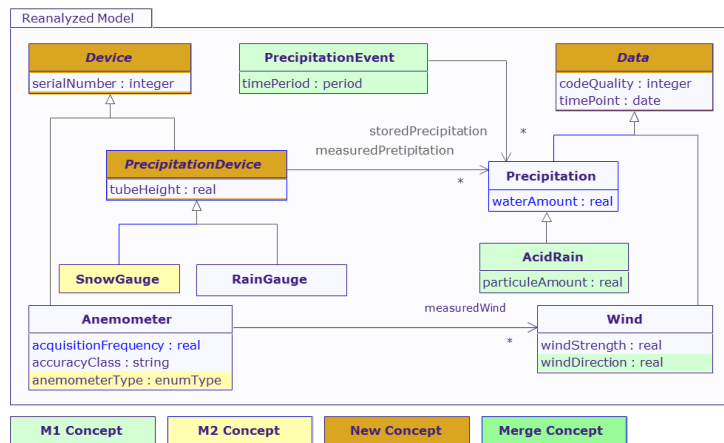 Reanalyzed Model
Device
serialNumber : integer
PrecipitationEvent
timePeriod : period
Data
codeQuality : integer
timePoint : date
storedPrecipitation *
measuredPretipitation
*
PrecipitationDevice
tubeHeight : real
Precipitation
waterAmount : real
SnowGauge
RainGauge
AcidRain
particuleAmount : real
Anemometer
acquisitionFrequency : real
accuracyClass : string
anemometerType : enumType
measuredWind
*
Wind
windStrength : real
windDirection : real
M1 Concept
M2 Concept
New Concept
Merge Concept